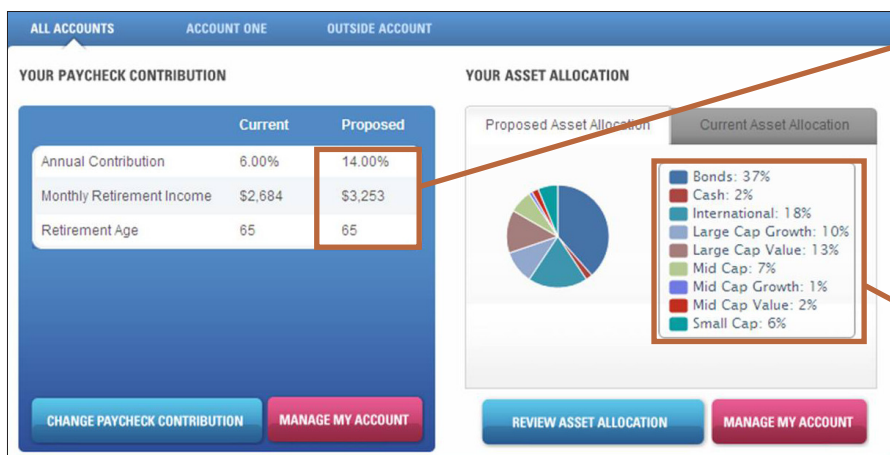 ALL ACCOUNTS ACCOUNT ONE OUTSIDE ACCOUNT
YOUR PAYCHECK CONTRIBUTION
Current Proposed
Annual Contribution 6.00% 14.00%
Monthly Retirement Income $2,684 $3,253
Retirement Age 65 65
CHANGE PAYCHECK CONTRIBUTION MANAGE MY ACCOUNT
YOUR ASSET ALLOCATION
Proposed Asset Allocation Current Asset Allocation
Bonds: 37%
Cash: 2%
International: 18%
Large Cap Growth: 10%
Large Cap Value: 13%
Mid Cap: 7%
Mid Cap Growth: 1%
Mid Cap Value: 2%
Small Cap: 6%
REVIEW ASSET ALLOCATION MANAGE MY ACCOUNT